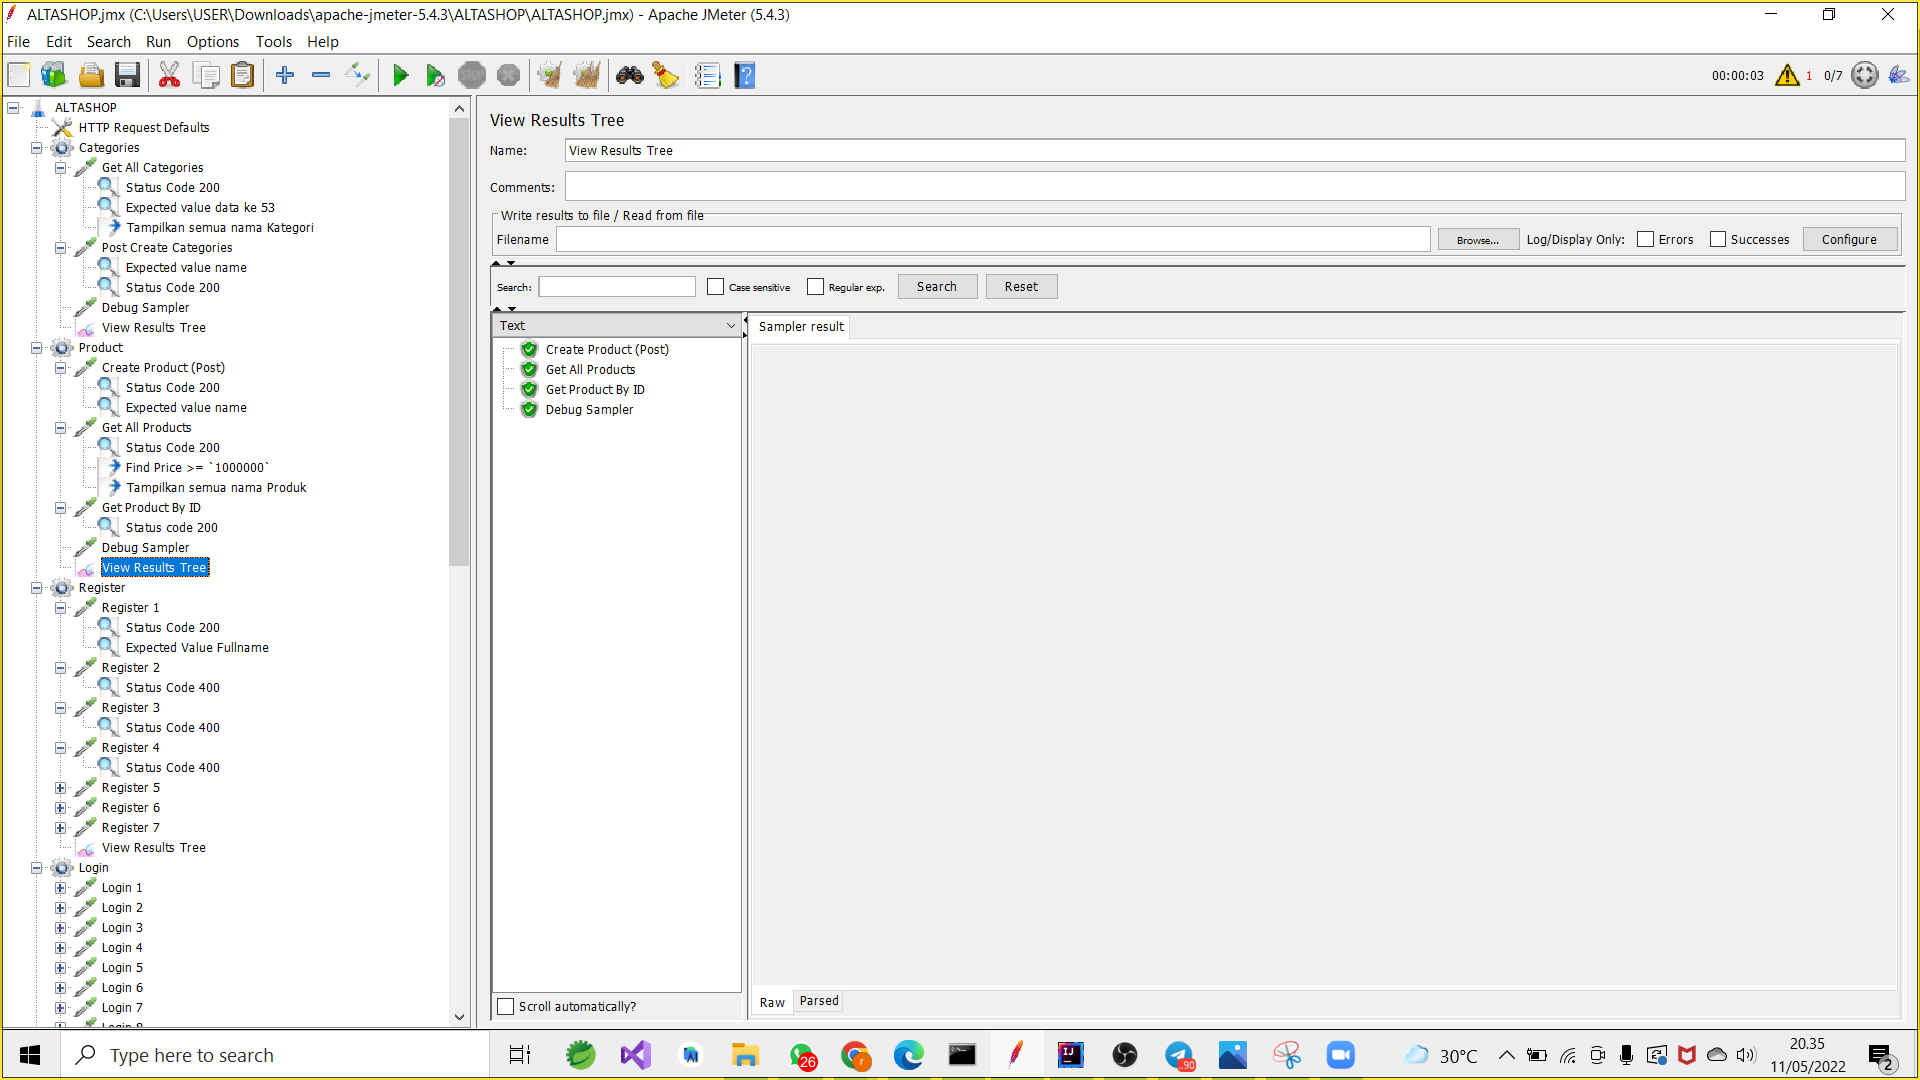 ALTASHOP.jmx (C:\Users\USER\Downloads\apache-jmeter-5.4.3\ALTASHOP\ALTASHOP.jmx) - Apache JMeter (5.4.3)
File Edit Search Run Options Tools Help
STOP
00:00:03 1 0/7
ALTASHOP
HTTP Request Defaults
Categories
Get All Categories
Status Code 200
Expected value data ke 53
Tampilkan semua nama Kategori
Post Create Categories
Expected value name
Status Code 200
Debug Sampler
View Results Tree
Product
Create Product (Post)
Status Code 200
Expected value name
Get All Products
Status Code 200
Find Price >= `1000000`
Tampilkan semua nama Produk
Get Product By ID
Status code 200
Debug Sampler
View Results Tree
Register
Register 1
Status Code 200
Expected Value Fullname
Register 2
Status Code 400
Register 3
Status Code 400
Register 4
Status Code 400
Register 5
Register 6
Register 7
View Results Tree
Login
Login 1
Login 2
Login 3
Login 4
Login 5
Login 6
Login 7
Login 8
View Results Tree
Name: View Results Tree
Comments:
Write results to file / Read from file
Filename Browse... Log/Display Only: Errors Successes Configure
Search: Case sensitive Regular exp. Search Reset
Text
Create Product (Post)
Get All Products
Get Product By ID
Debug Sampler
Scroll automatically?
Sampler result
Raw Parsed
Type here to search
26
..90
30°C
20.35
11/05/2022
2